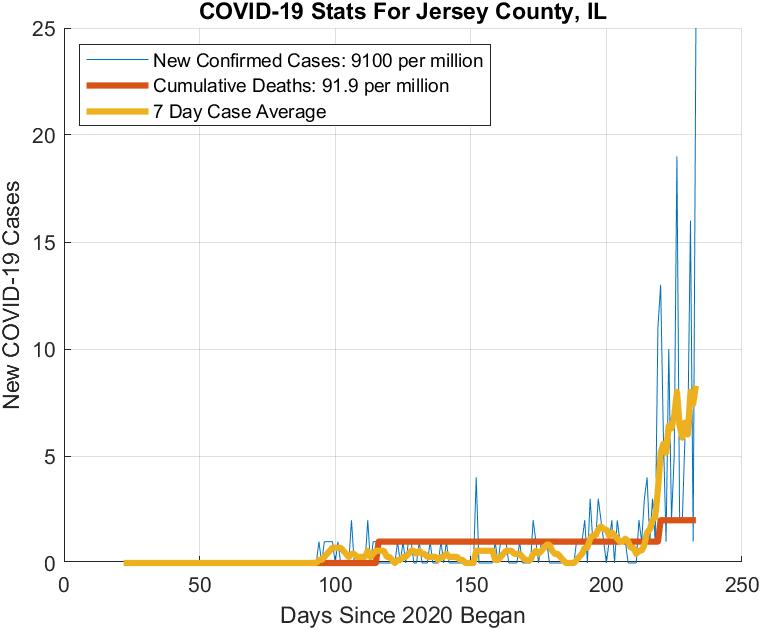 COVID-19 Stats For Jersey County, IL
New Confirmed Cases: 9100 per million
Cumulative Deaths: 91.9 per million
7 Day Case Average
25
20
15
10
5
0
New COVID-19 Cases
0 50 100 150 200 250
Days Since 2020 Began